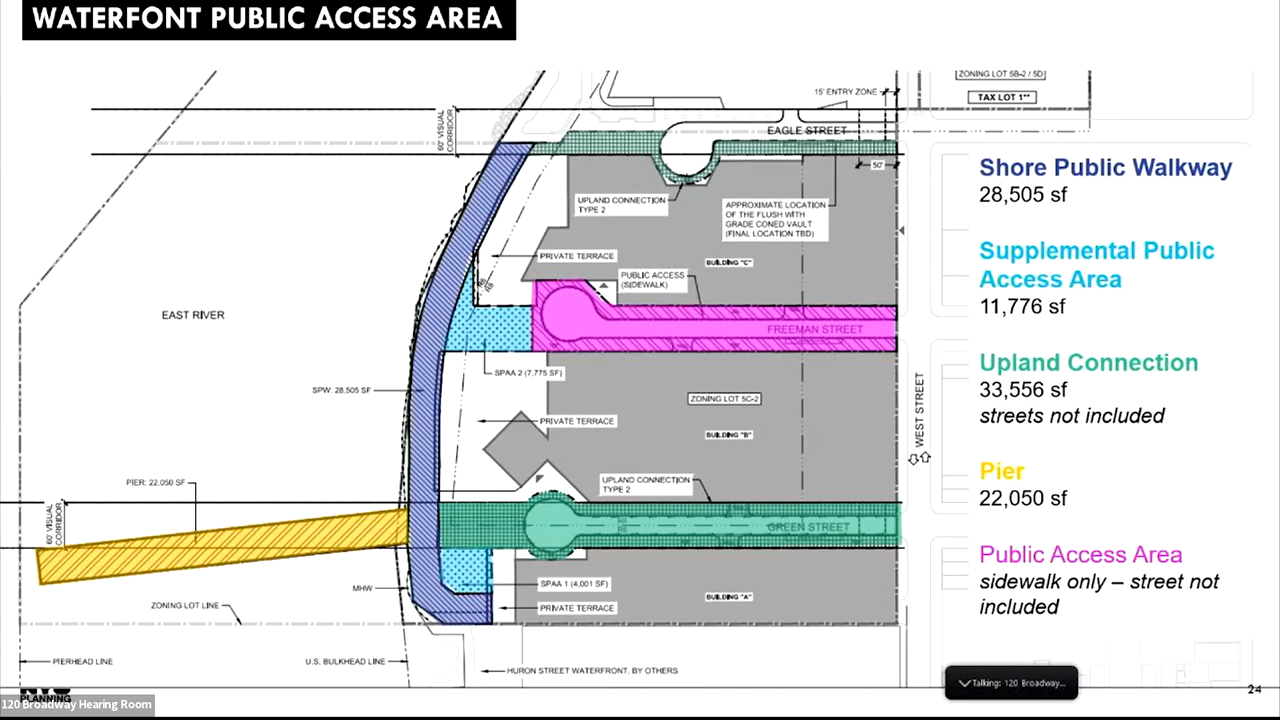 WATERFONT PUBLIC ACCESS AREA
ZONING LOT 5B-2 / 5D
TAX LOT 1**
15' ENTRY ZONE
60' VISUAL
CORRIDOR
EAGLE STREET
50'
UPLAND CONNECTION
TYPE 2
APPROXIMATE LOCATION
OF THE FLUSH WITH
GRADE CONED VAULT
(FINAL LOCATION TBD)
PRIVATE TERRACE
BUILDING "C"
PUBLIC ACCESS
(SIDEWALK)
EAST RIVER
FREEMAN STREET
SPAA 2 (7,775 SF)
SPW: 28,505 SF
ZONING LOT 5C-2
PRIVATE TERRACE
BUILDING "B"
WEST STREET
PIER: 22,050 SF
UPLAND CONNECTION
TYPE 2
60' VISUAL
CORRIDOR
GREEN STREET
MHW
SPAA 1 (4,001 SF)
BUILDING "A"
ZONING LOT LINE
PRIVATE TERRACE
PIERHEAD LINE
U.S. BULKHEAD LINE
HURON STREET WATERFRONT, BY OTHERS
Shore Public Walkway
28,505 sf
Supplemental Public
Access Area
11,776 sf
Upland Connection
33,556 sf
streets not included
Pier
22,050 sf
Public Access Area
sidewalk only – street not
included
Talking: 120 Broadway...
24
NYC
PLANNING
120 Broadway Hearing Room